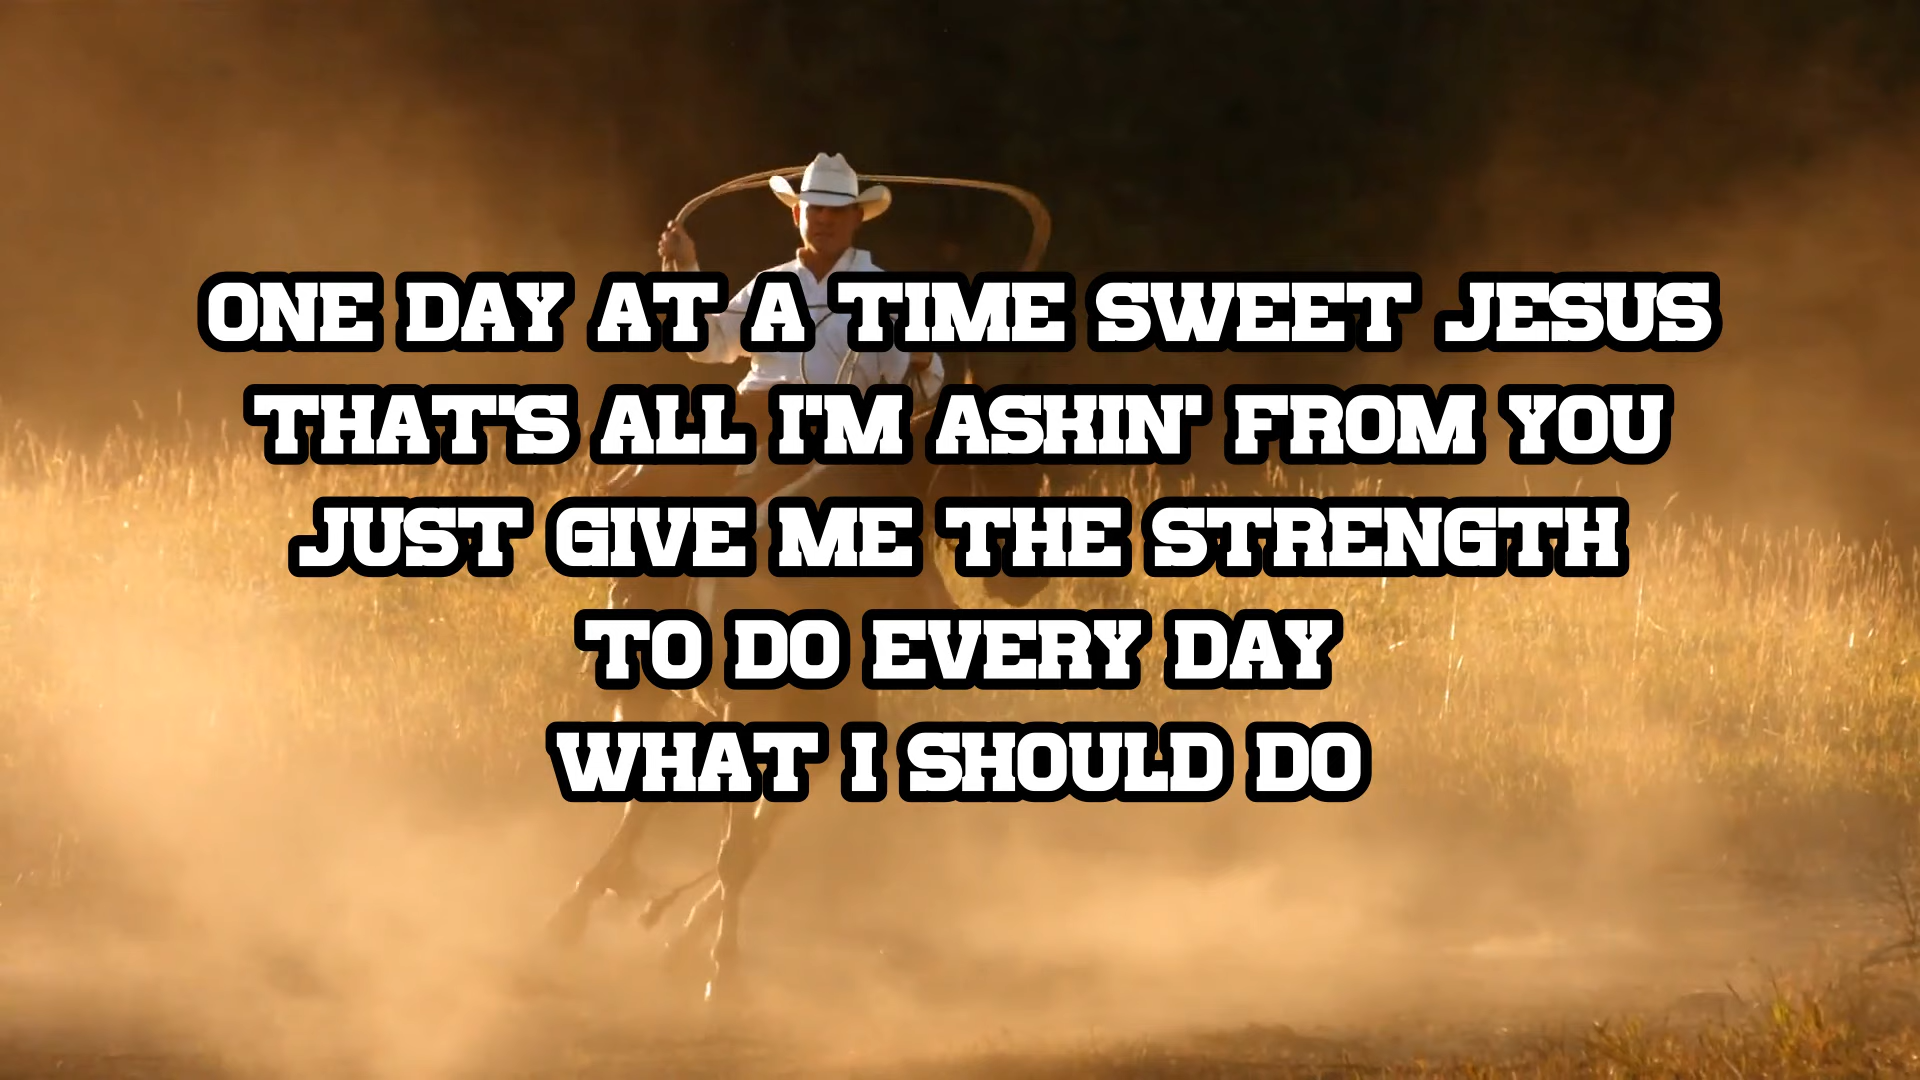 ONE DAY AT A TIME SWEET JESUS
THAT'S ALL I'M ASKIN' FROM YOU
JUST GIVE ME THE STRENGTH
TO DO EVERY DAY
WHAT I SHOULD DO